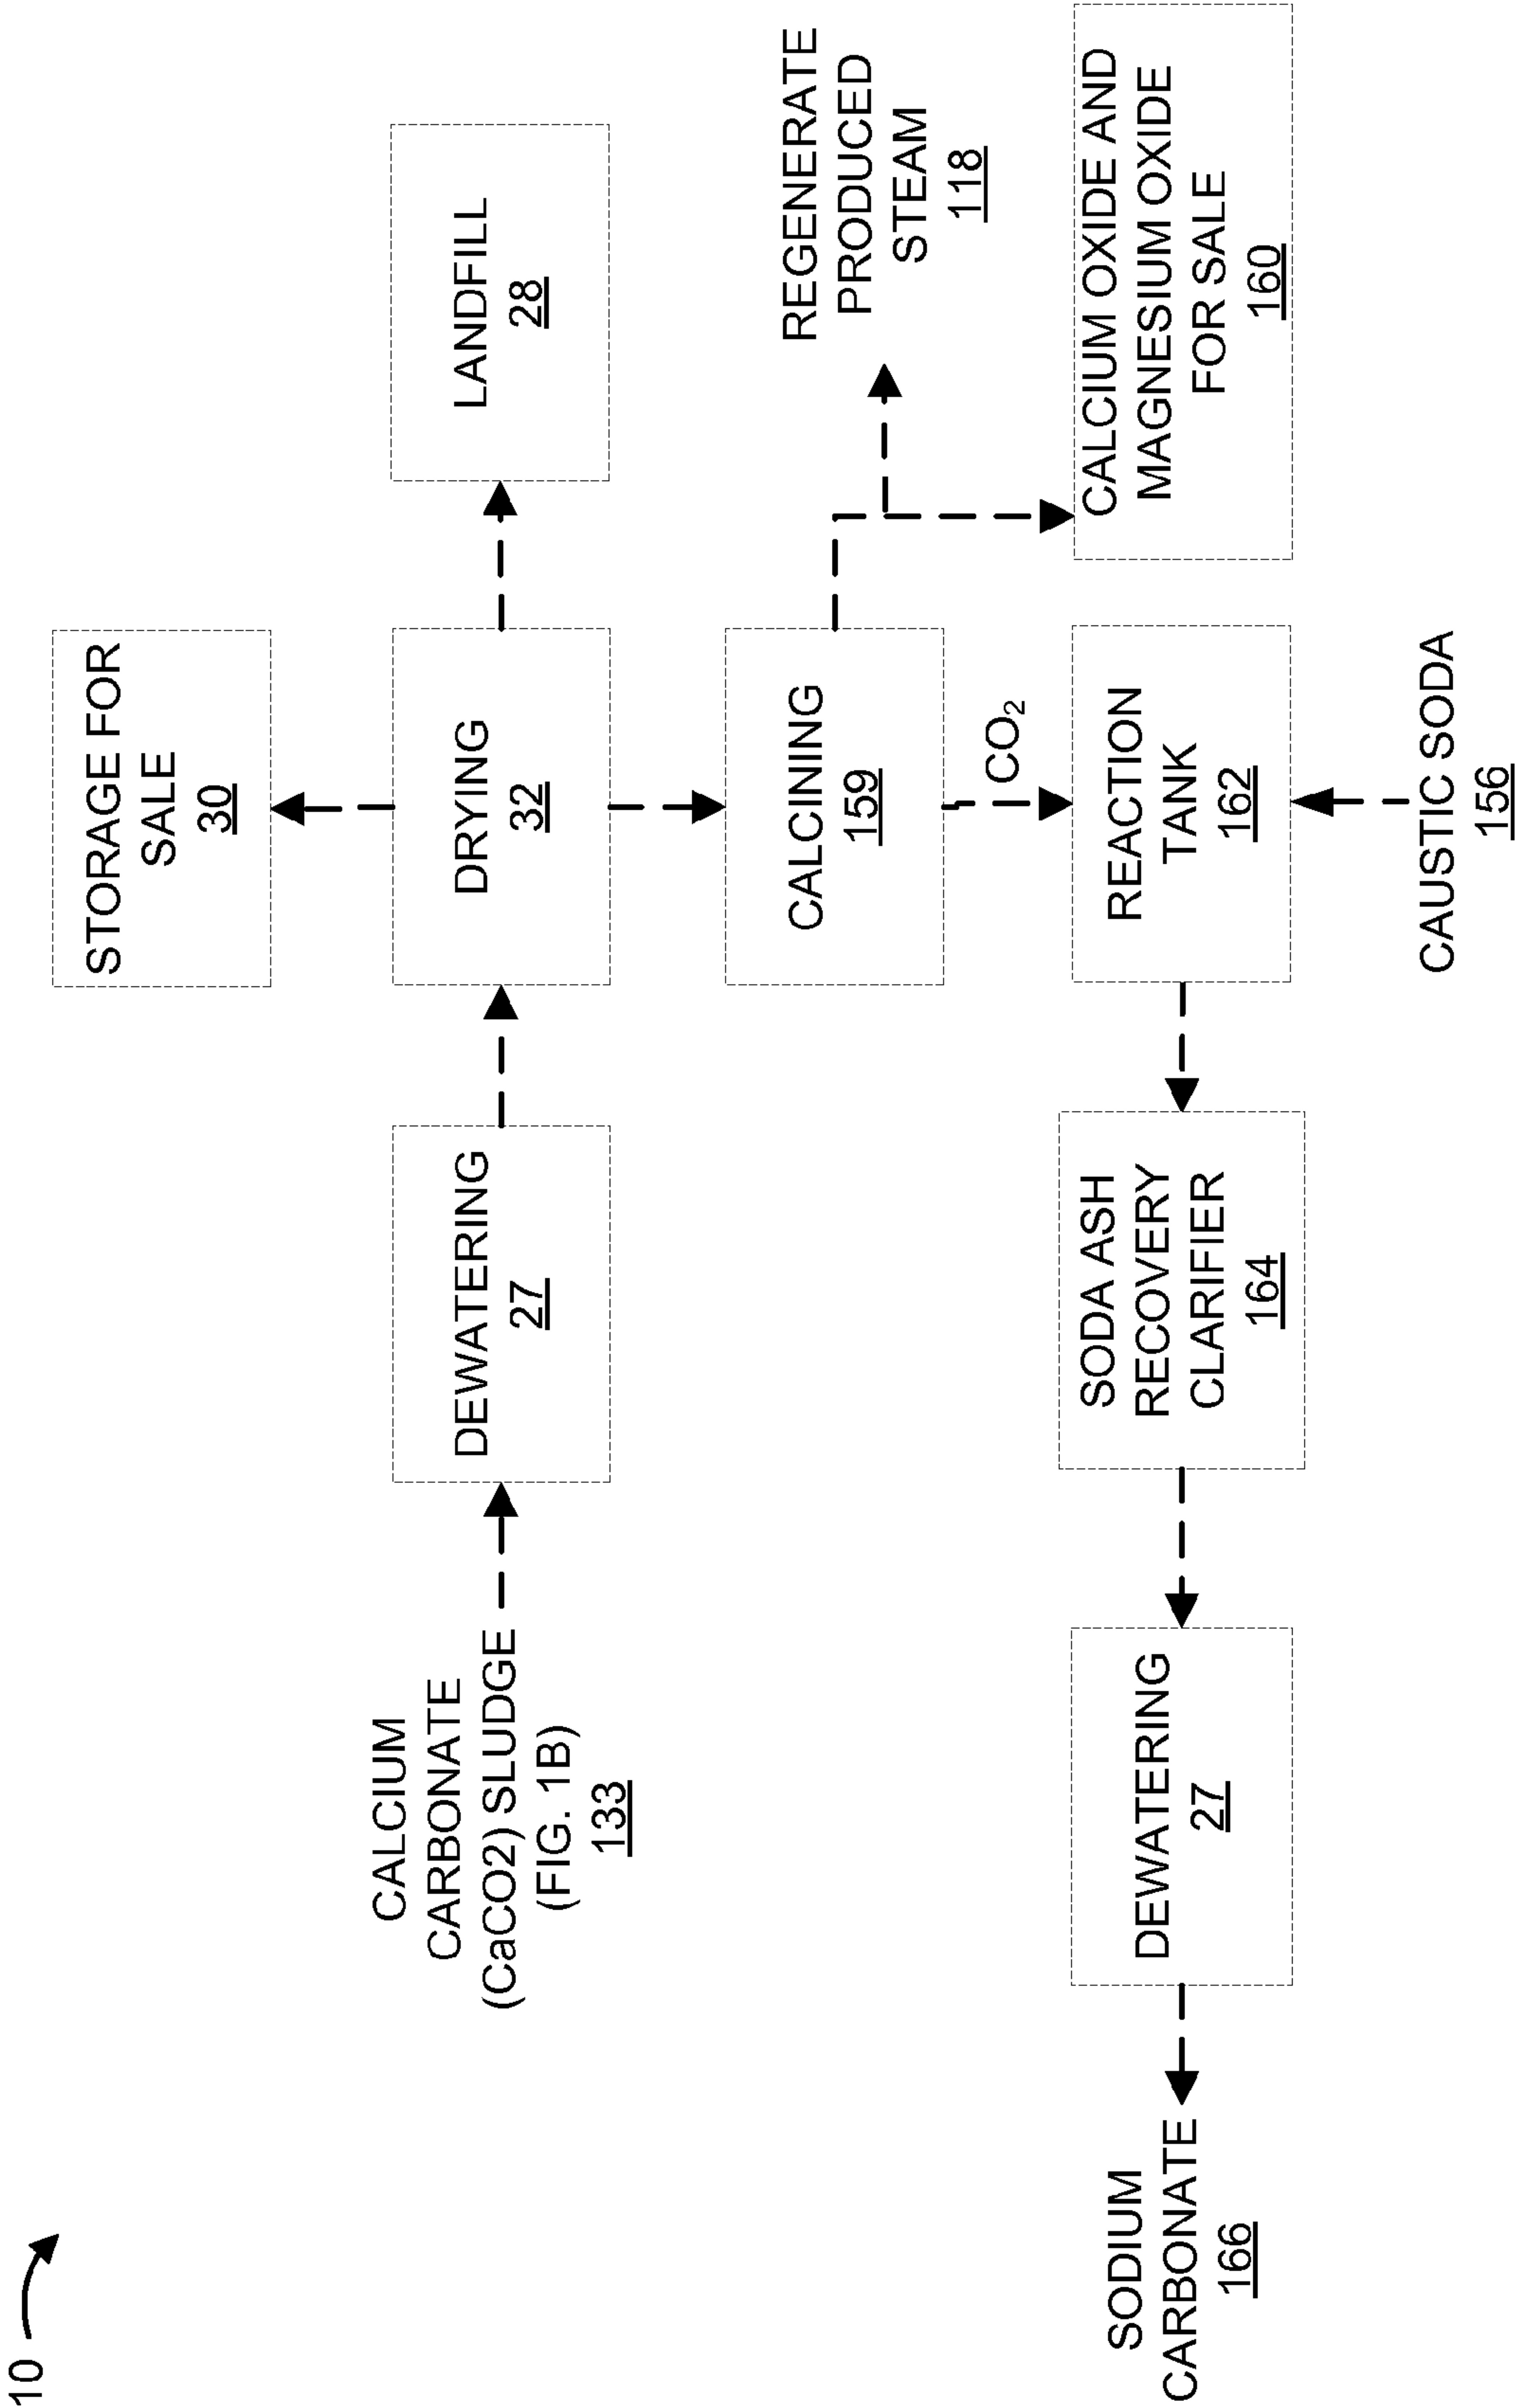 10
STORAGE FOR
SALE
30
CALCIUM
CARBONATE
(CaCO2) SLUDGE
(FIG. 1B)
133
DEWATERING
27
DRYING
32
LANDFILL
28
CALCINING
159
REGENERATE
PRODUCED
STEAM
118
CO₂
SODIUM
CARBONATE
166
DEWATERING
27
SODA ASH
RECOVERY
CLARIFIER
164
REACTION
TANK
162
CALCIUM OXIDE AND
MAGNESIUM OXIDE
FOR SALE
160
CAUSTIC SODA
156